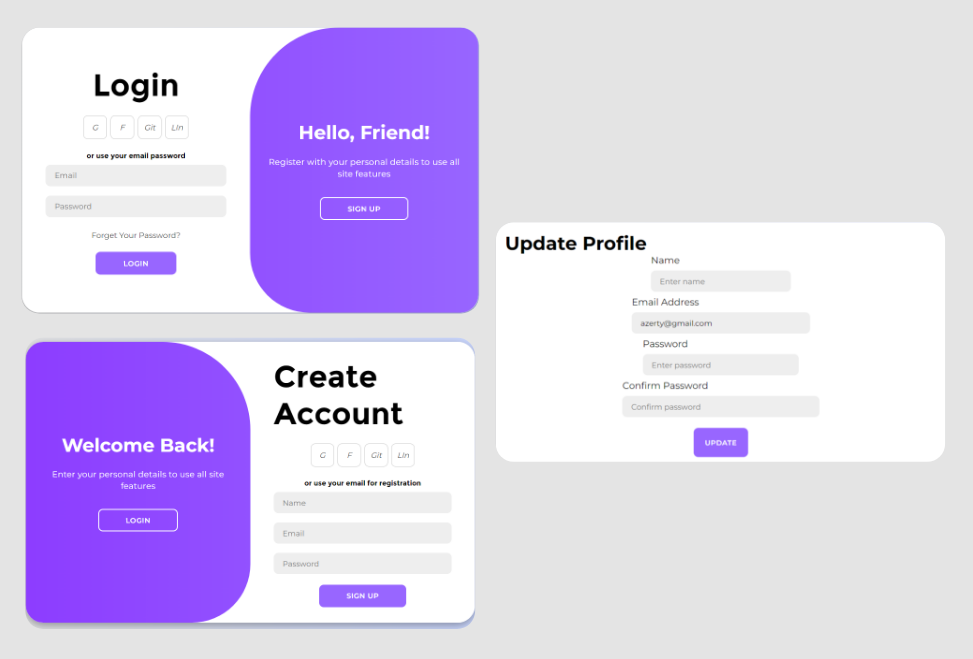 Login
G F Git LIn
or use your email password
Email
Password
Forget Your Password?
LOGIN
Hello, Friend!
Register with your personal details to use all
site features
SIGN UP
Welcome Back!
Enter your personal details to use all site
features
LOGIN
Create
Account
G F Git LIn
or use your email for registration
Name
Email
Password
SIGN UP
Update Profile
Name
Enter name
Email Address
azerty@gmail.com
Password
Enter password
Confirm Password
Confirm password
UPDATE